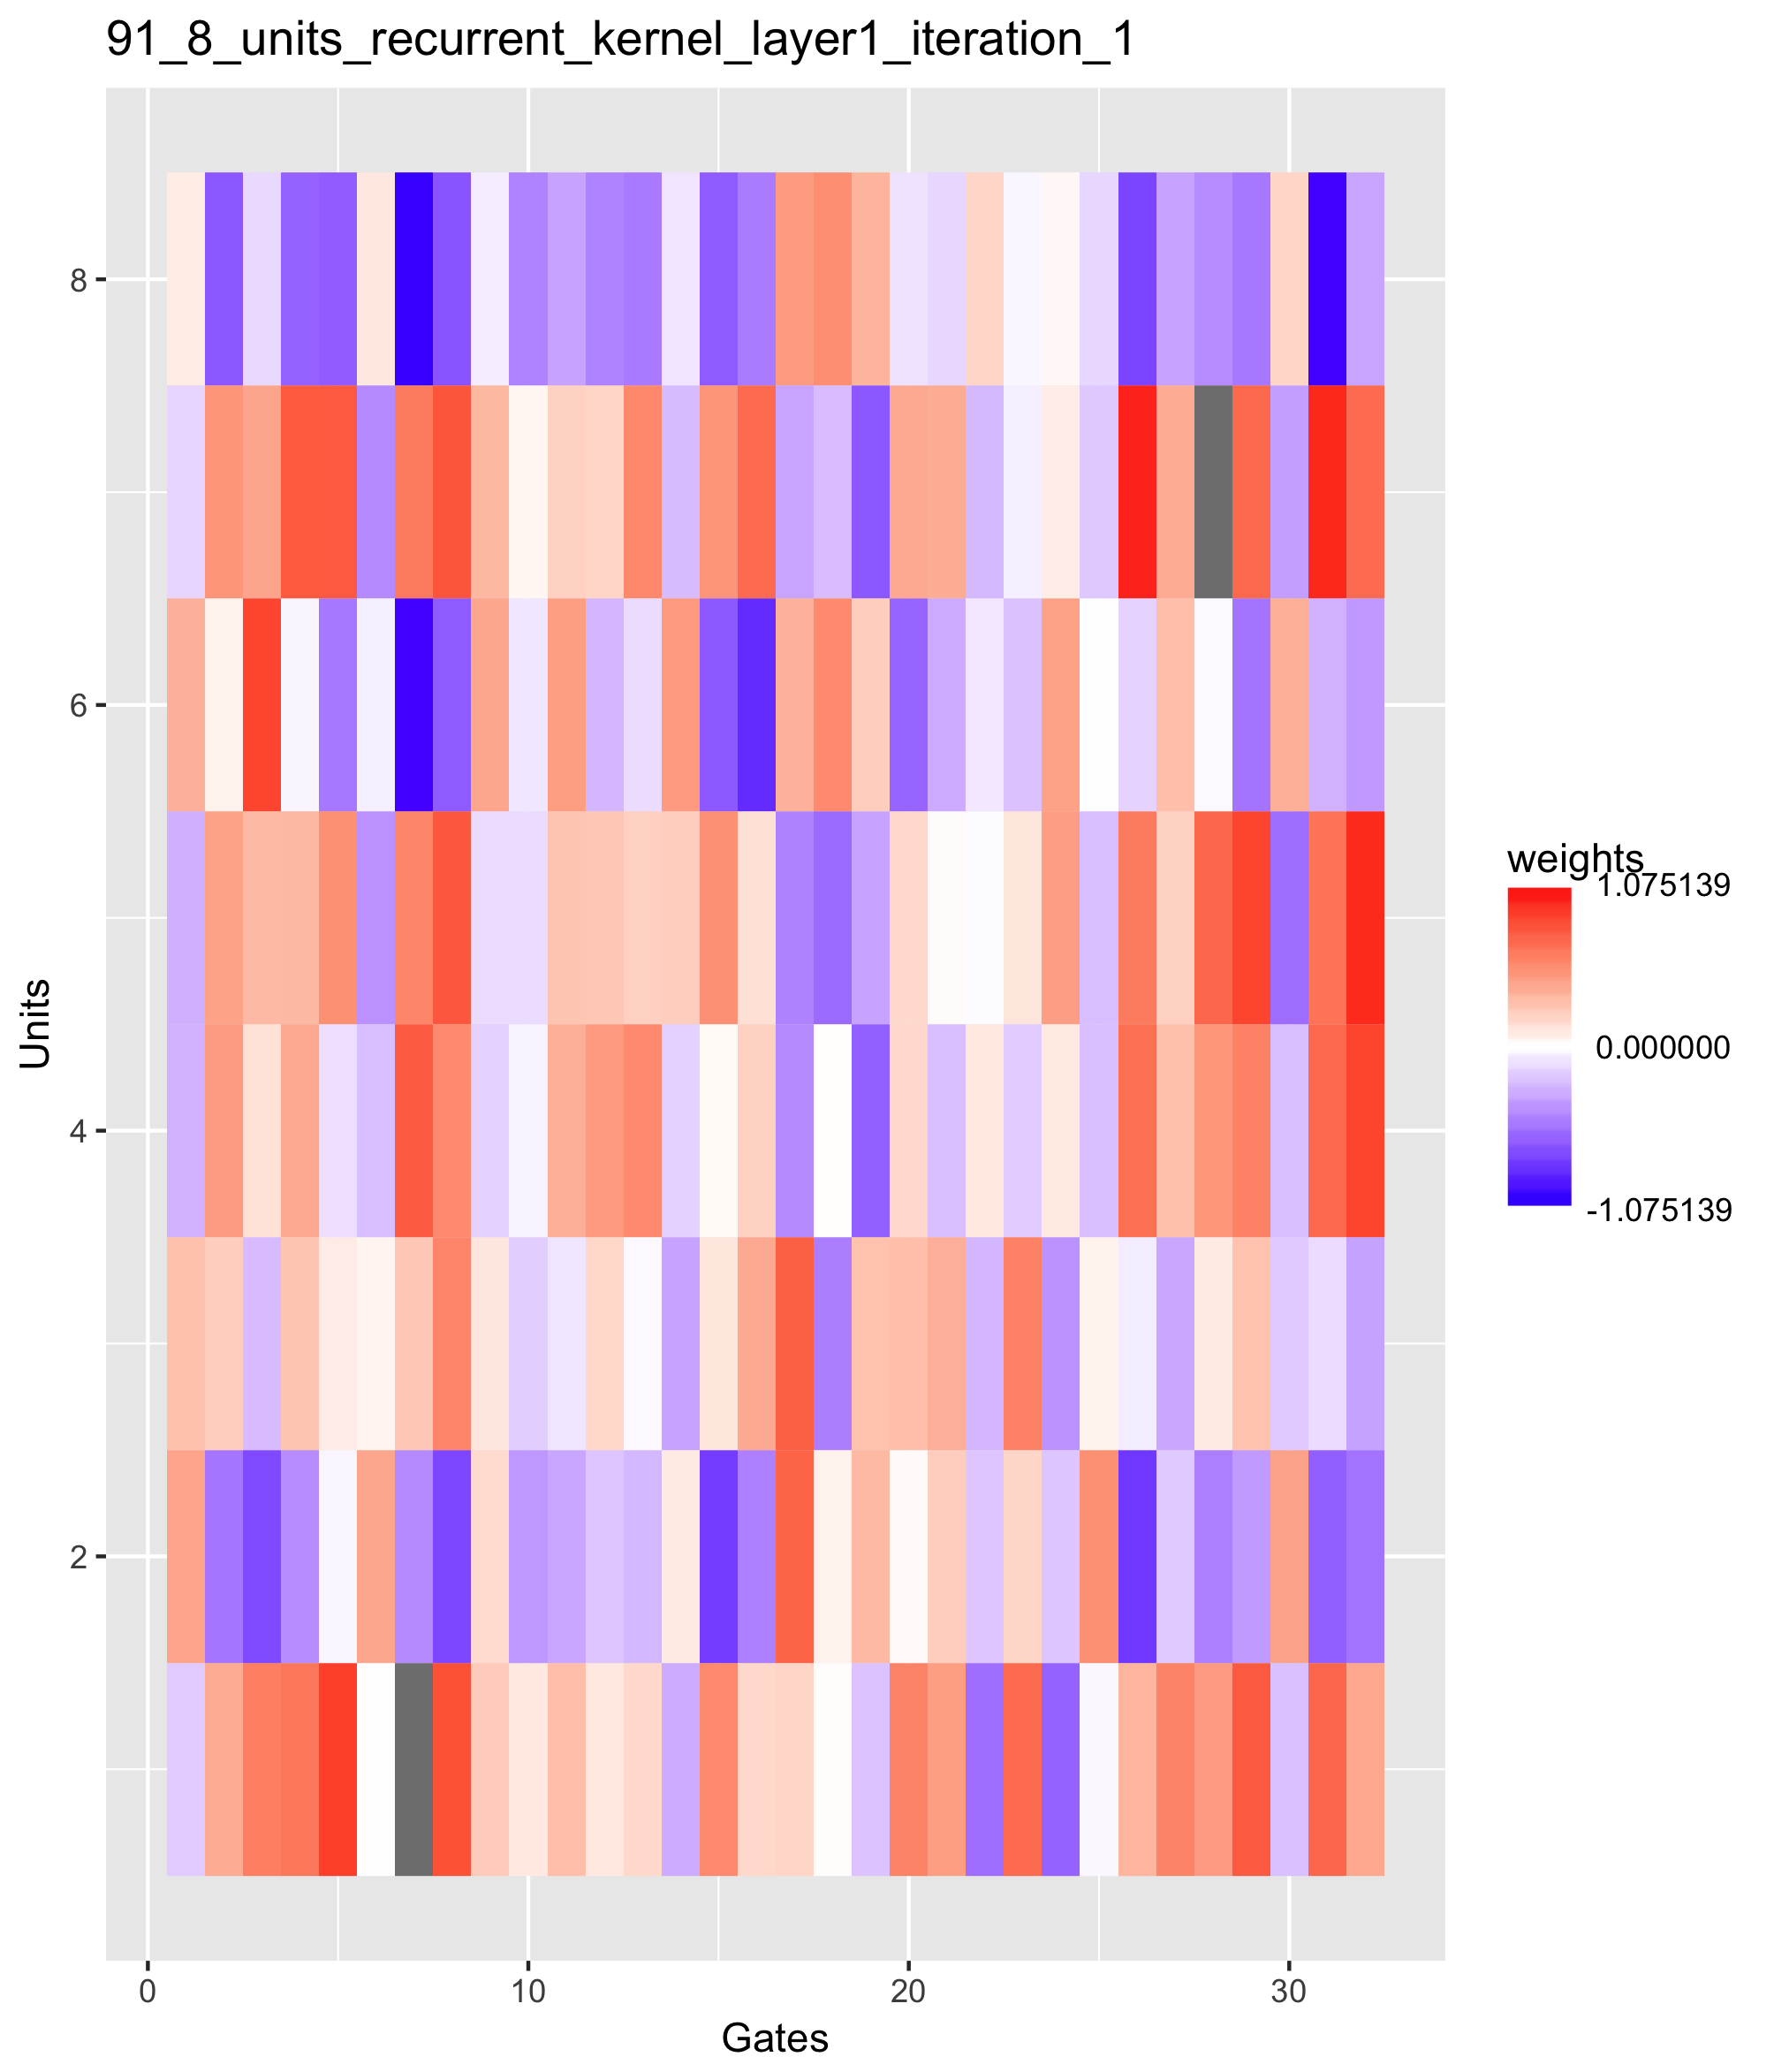 91_8_units_recurrent_kernel_layer1_iteration_1
8
6
4
2
Units
0 10 20 30
Gates
weights
1.075139
0.000000
-1.075139